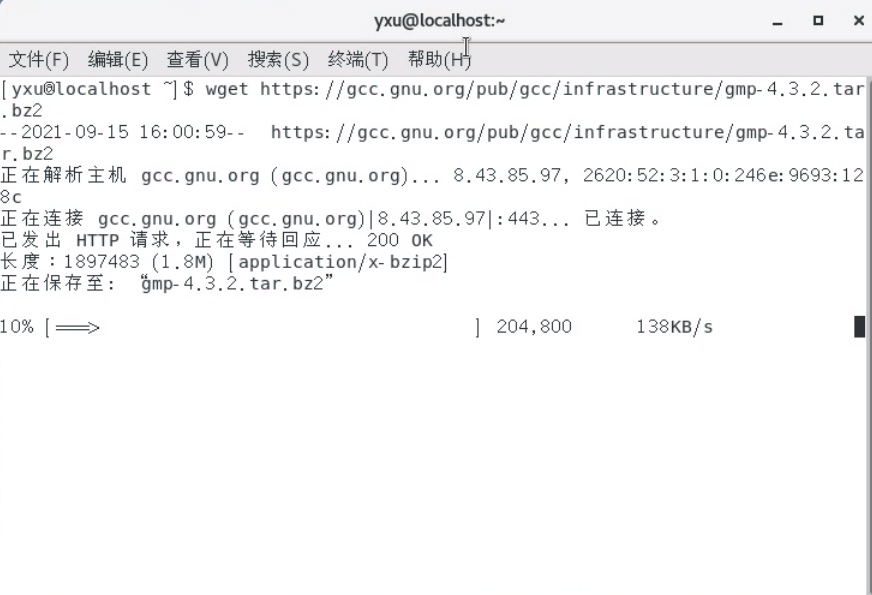 yxu@localhost:~
文件(F) 编辑(E) 查看(V) 搜索(S) 终端(T) 帮助(H)
[yxu@localhost ~]$ wget https://gcc.gnu.org/pub/gcc/infrastructure/gmp-4.3.2.tar
.bz2
--2021-09-15 16:00:59--  https://gcc.gnu.org/pub/gcc/infrastructure/gmp-4.3.2.ta
r.bz2
正在解析主机 gcc.gnu.org (gcc.gnu.org)... 8.43.85.97, 2620:52:3:1:0:246e:9693:12
8c
正在连接 gcc.gnu.org (gcc.gnu.org)|8.43.85.97|:443... 已连接。
已发出 HTTP 请求，正在等待回应... 200 OK
长度：1897483 (1.8M) [application/x-bzip2]
正在保存至: “gmp-4.3.2.tar.bz2”
10% [===>                                   ] 204,800      138KB/s